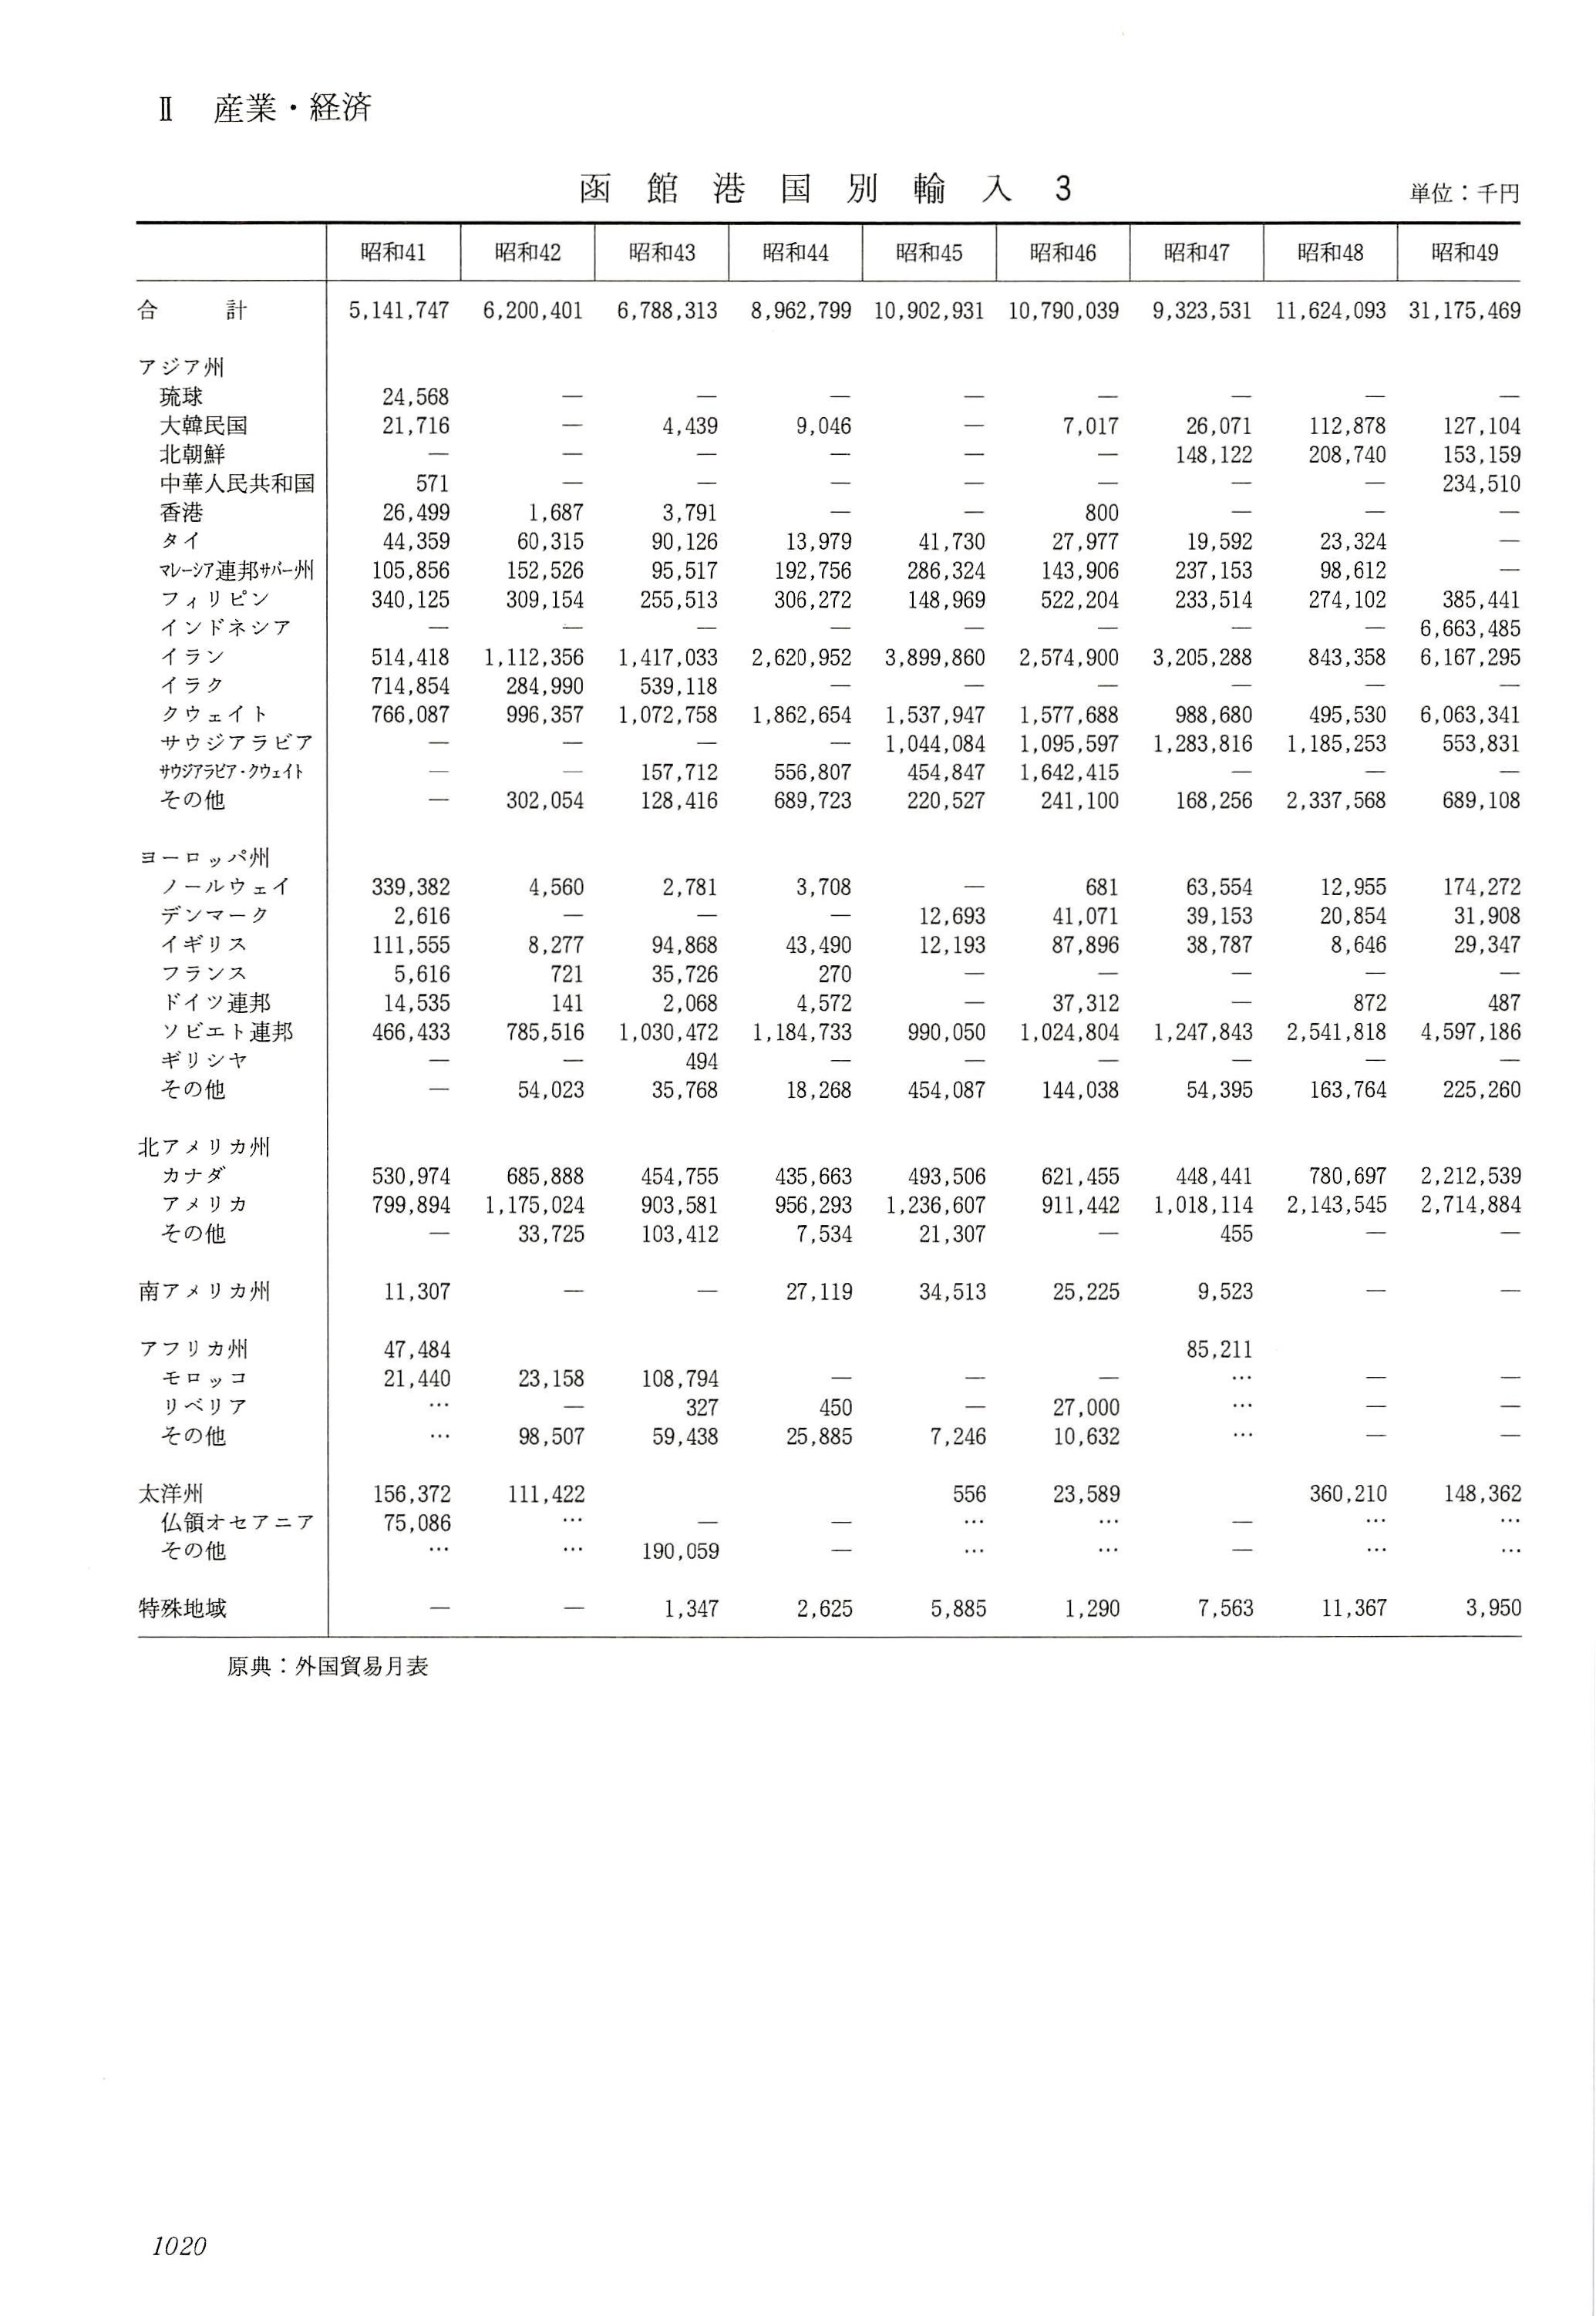 Ⅱ 産業・経済
函館港国別輸入 3 単位：千円
昭和41 昭和42 昭和43 昭和44 昭和45 昭和46 昭和47 昭和48 昭和49
合計 5,141,747 6,200,401 6,788,313 8,962,799 10,902,931 10,790,039 9,323,531 11,624,093 31,175,469
アジア州
琉球 24,568 — — — — — — — —
大韓民国 21,716 — 4,439 9,046 — 7,017 26,071 112,878 127,104
北朝鮮 — — — — — — 148,122 208,740 153,159
中華人民共和国 571 — — — — — — — 234,510
香港 26,499 1,687 3,791 — — 800 — — —
タイ 44,359 60,315 90,126 13,979 41,730 27,977 19,592 23,324 —
マレーシア連邦サバー州 105,856 152,526 95,517 192,756 286,324 143,906 237,153 98,612 —
フィリピン 340,125 309,154 255,513 306,272 148,969 522,204 233,514 274,102 385,441
インドネシア — — — — — — — — 6,663,485
イラン 514,418 1,112,356 1,417,033 2,620,952 3,899,860 2,574,900 3,205,288 843,358 6,167,295
イラク 714,854 284,990 539,118 — — — — — —
クウェイト 766,087 996,357 1,072,758 1,862,654 1,537,947 1,577,688 988,680 495,530 6,063,341
サウジアラビア — — — — 1,044,084 1,095,597 1,283,816 1,185,253 553,831
サウジアラビア・クウェイト — — 157,712 556,807 454,847 1,642,415 — — —
その他 — 302,054 128,416 689,723 220,527 241,100 168,256 2,337,568 689,108
ヨーロッパ州
ノールウェイ 339,382 4,560 2,781 3,708 — 681 63,554 12,955 174,272
デンマーク 2,616 — — — 12,693 41,071 39,153 20,854 31,908
イギリス 111,555 8,277 94,868 43,490 12,193 87,896 38,787 8,646 29,347
フランス 5,616 721 35,726 270 — — — — —
ドイツ連邦 14,535 141 2,068 4,572 — 37,312 — 872 487
ソビエト連邦 466,433 785,516 1,030,472 1,184,733 990,050 1,024,804 1,247,843 2,541,818 4,597,186
ギリシヤ — — 494 — — — — — —
その他 — 54,023 35,768 18,268 454,087 144,038 54,395 163,764 225,260
北アメリカ州
カナダ 530,974 685,888 454,755 435,663 493,506 621,455 448,441 780,697 2,212,539
アメリカ 799,894 1,175,024 903,581 956,293 1,236,607 911,442 1,018,114 2,143,545 2,714,884
その他 — 33,725 103,412 7,534 21,307 — 455 — —
南アメリカ州 11,307 — — 27,119 34,513 25,225 9,523 — —
アフリカ州 47,484 85,211
モロッコ 21,440 23,158 108,794 — — — … — —
リベリア … — 327 450 — 27,000 … — —
その他 … 98,507 59,438 25,885 7,246 10,632 … — —
太洋州 156,372 111,422 556 23,589 360,210 148,362
仏領オセアニア 75,086 … — — … … — … …
その他 … … 190,059 — … … — … …
特殊地域 — — 1,347 2,625 5,885 1,290 7,563 11,367 3,950
原典：外国貿易月表
1020